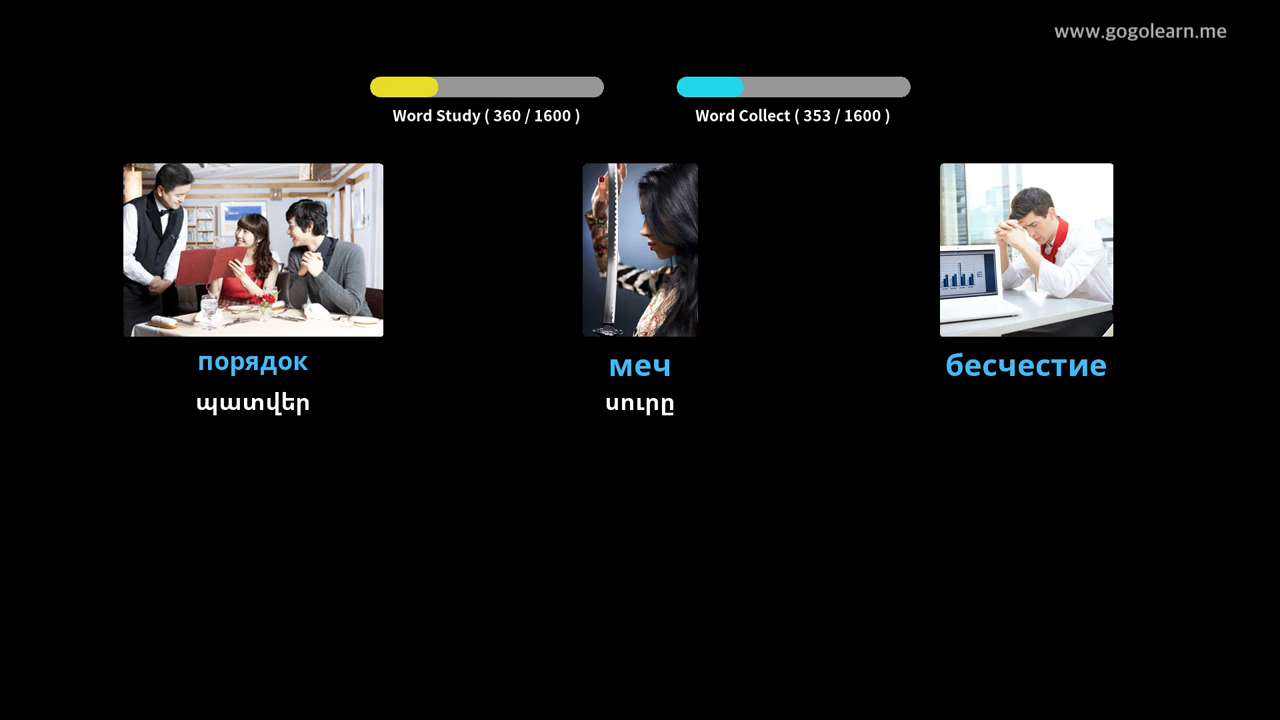 www.gogolearn.me
Word Study ( 360 / 1600 )
Word Collect ( 353 / 1600 )
порядок
меч
бесчестие
պատվեր
սուրը